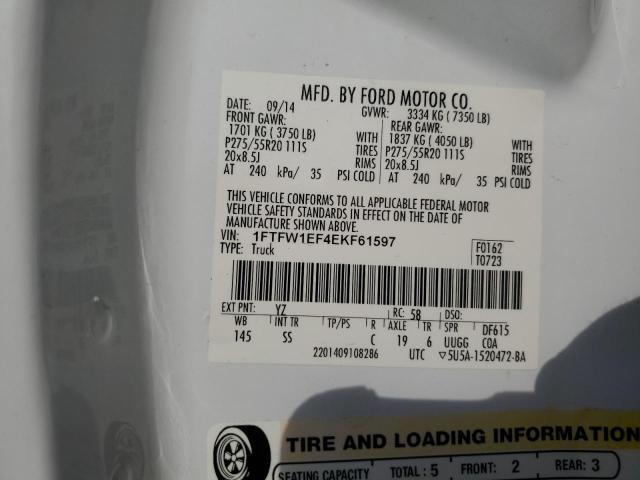 MFD. BY FORD MOTOR CO.
DATE: 09/14 GVWR: 3334 KG ( 7350 LB)
FRONT GAWR: REAR GAWR:
1701 KG ( 3750 LB) WITH 1837 KG ( 4050 LB) WITH
P275/55R20 111S TIRES P275/55R20 111S TIRES
20x8.5J RIMS 20x8.5J RIMS
AT 240 kPa/ 35 PSI COLD AT 240 kPa/ 35 PSI COLD
THIS VEHICLE CONFORMS TO ALL APPLICABLE FEDERAL MOTOR
VEHICLE SAFETY STANDARDS IN EFFECT ON THE DATE OF
MANUFACTURE SHOWN ABOVE.
VIN: 1FTFW1EF4EKF61597 F0162
TYPE: Truck T0723
EXT PNT: YZ RC: 58 DSO:
WB INT TR TP/PS R AXLE TR SPR DF615
145 SS C 19 6 UUGG COA
2201409108286 UTC ▽5U5A-1520472-BA
TIRE AND LOADING INFORMATION
SEATING CAPACITY TOTAL: 5 FRONT: 2 REAR: 3